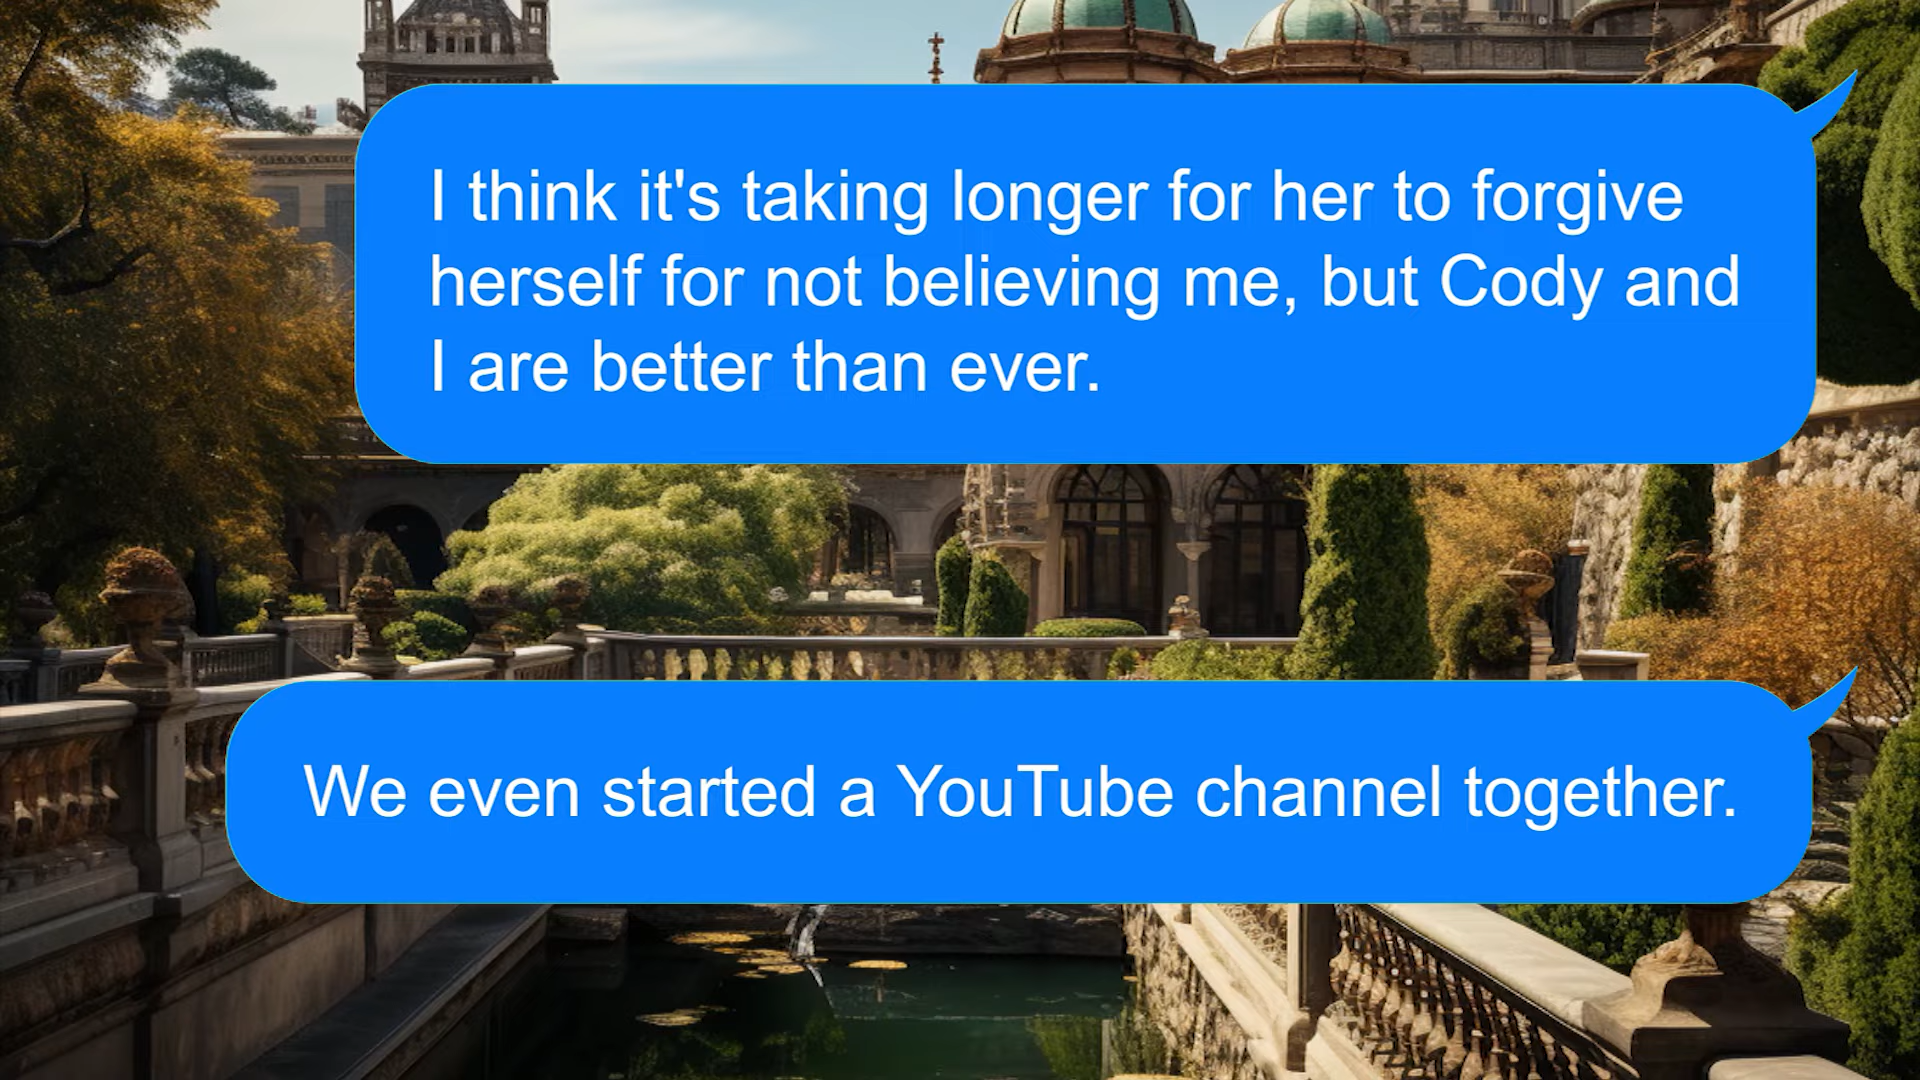 I think it's taking longer for her to forgive
herself for not believing me, but Cody and
I are better than ever.
We even started a YouTube channel together.